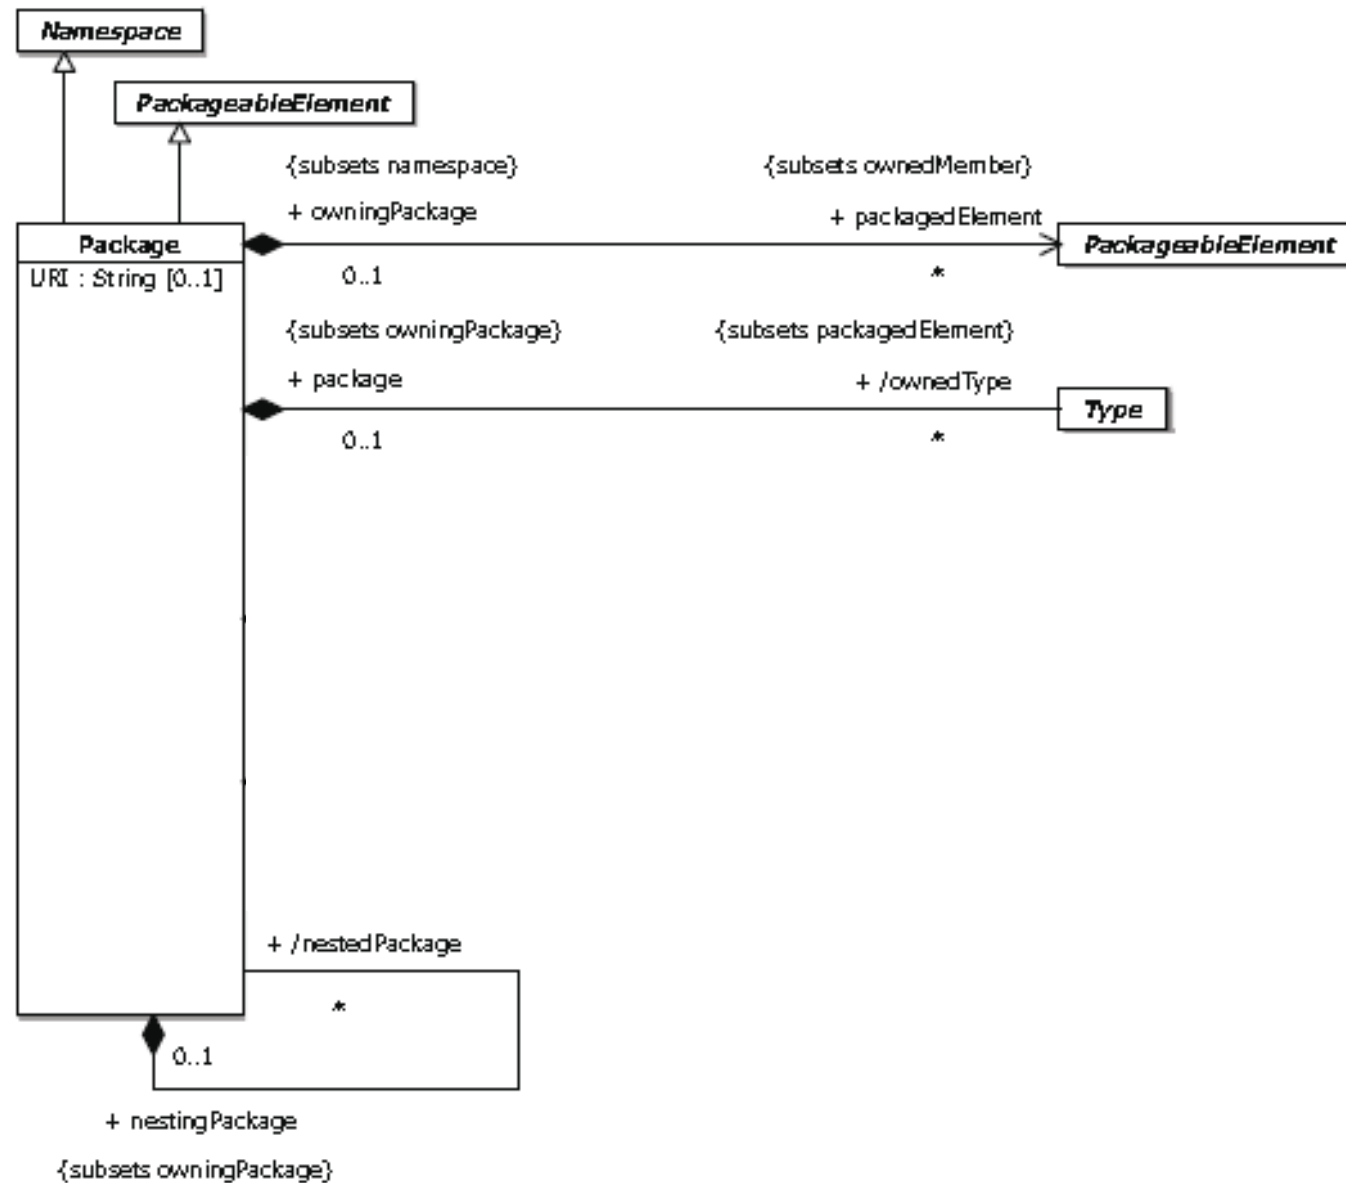 Namespace
PackageableElement
{subsets namespace}
{subsets ownedMember}
+ owningPackage
+ packagedElement
Package
PackageableElement
URI : String [0..1]
0..1
*
{subsets owningPackage}
{subsets packagedElement}
+ package
+ /ownedType
Type
0..1
*
+ /nestedPackage
*
0..1
+ nestingPackage
{subsets owningPackage}